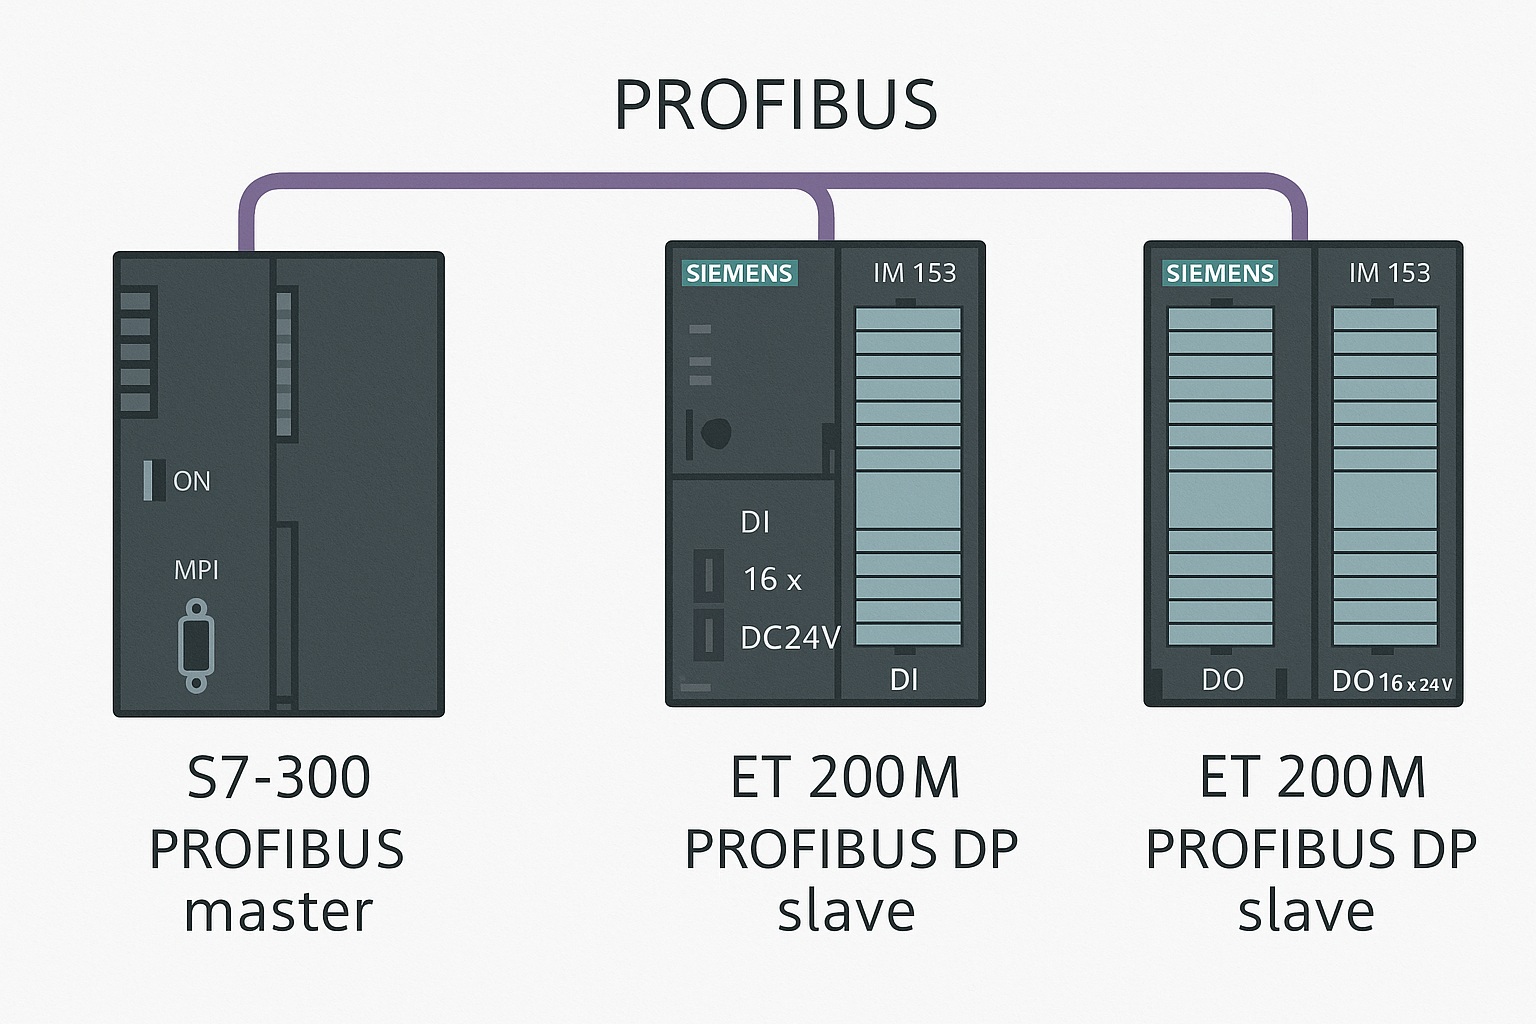 PROFIBUS
ON
MPI
S7-300
PROFIBUS
master
SIEMENS
IM 153
DI
16 x
DC24V
DI
ET 200M
PROFIBUS DP
slave
SIEMENS
IM 153
DO
DO 16 x 24 V
ET 200M
PROFIBUS DP
slave